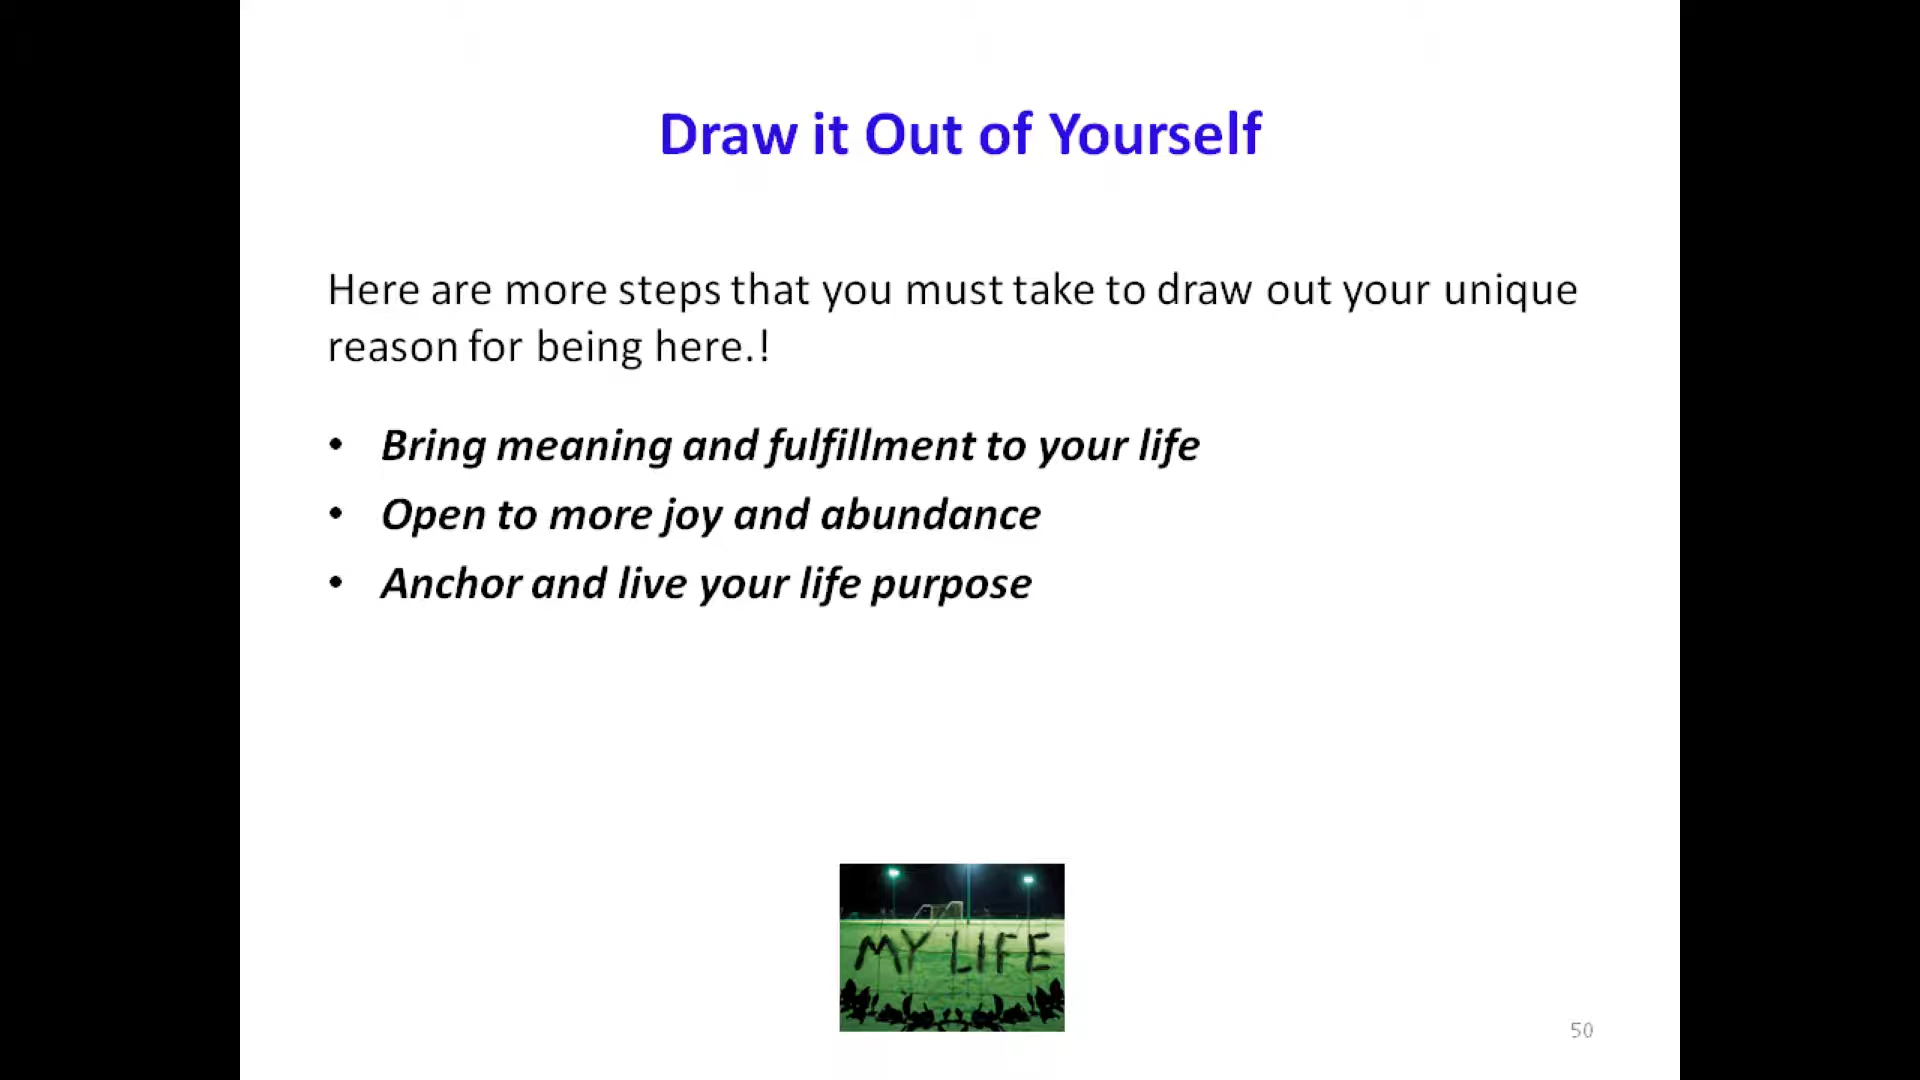 Draw it Out of Yourself
Here are more steps that you must take to draw out your unique
reason for being here.!
• Bring meaning and fulfillment to your life
• Open to more joy and abundance
• Anchor and live your life purpose
MY LIFE
50